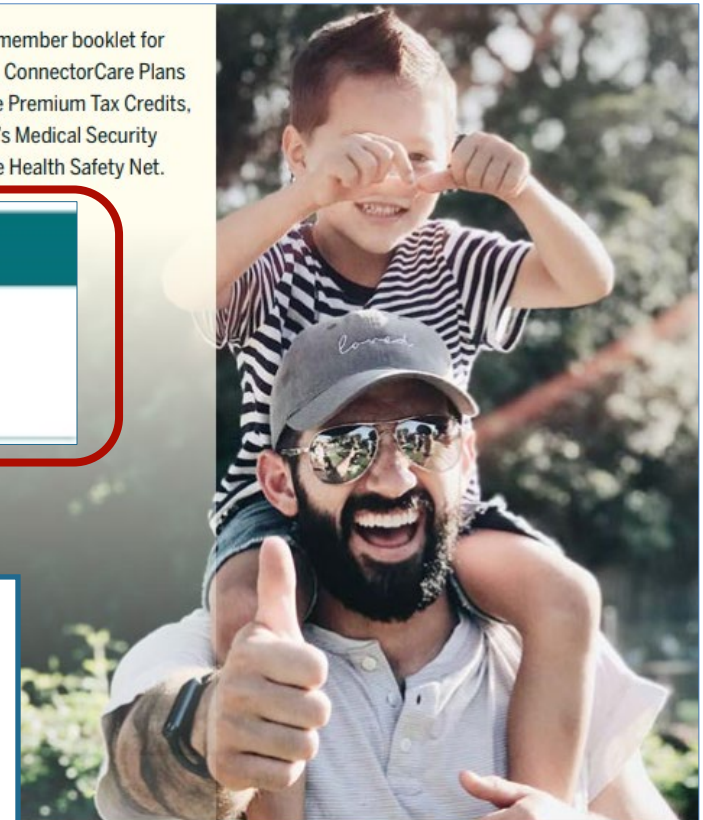 member booklet for
ConnectorCare Plans
Premium Tax Credits,
's Medical Security
Health Safety Net.
loved